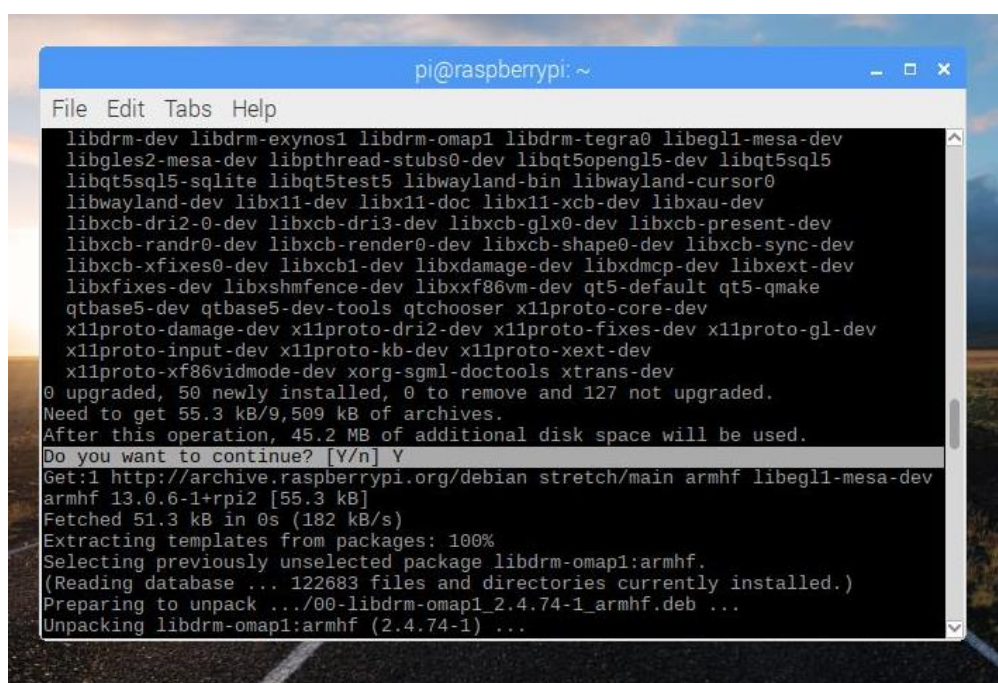 pi@raspberrypi: ~
File Edit Tabs Help
libdrm-dev libdrm-exynos1 libdrm-omap1 libdrm-tegra0 libegl1-mesa-dev
libgles2-mesa-dev libpthread-stubs0-dev libqt5opengl5-dev libqt5sql5
libqt5sql5-sqlite libqt5test5 libwayland-bin libwayland-cursor0
libwayland-dev libx11-dev libx11-doc libx11-xcb-dev libxau-dev
libxcb-dri2-0-dev libxcb-dri3-dev libxcb-glx0-dev libxcb-present-dev
libxcb-randr0-dev libxcb-render0-dev libxcb-shape0-dev libxcb-sync-dev
libxcb-xfixes0-dev libxcb1-dev libxdamage-dev libxdmcp-dev libxext-dev
libxfixes-dev libxshmfence-dev libxxf86vm-dev qt5-default qt5-qmake
qtbase5-dev qtbase5-dev-tools qtchooser x11proto-core-dev
x11proto-damage-dev x11proto-dri2-dev x11proto-fixes-dev x11proto-gl-dev
x11proto-input-dev x11proto-kb-dev x11proto-xext-dev
x11proto-xf86vidmode-dev xorg-sgml-doctools xtrans-dev
0 upgraded, 50 newly installed, 0 to remove and 127 not upgraded.
Need to get 55.3 kB/9,509 kB of archives.
After this operation, 45.2 MB of additional disk space will be used.
Do you want to continue? [Y/n] Y
Get:1 http://archive.raspberrypi.org/debian stretch/main armhf libegl1-mesa-dev
armhf 13.0.6-1+rpi2 [55.3 kB]
Fetched 51.3 kB in 0s (182 kB/s)
Extracting templates from packages: 100%
Selecting previously unselected package libdrm-omap1:armhf.
(Reading database ... 122683 files and directories currently installed.)
Preparing to unpack .../00-libdrm-omap1_2.4.74-1_armhf.deb ...
Unpacking libdrm-omap1:armhf (2.4.74-1) ...